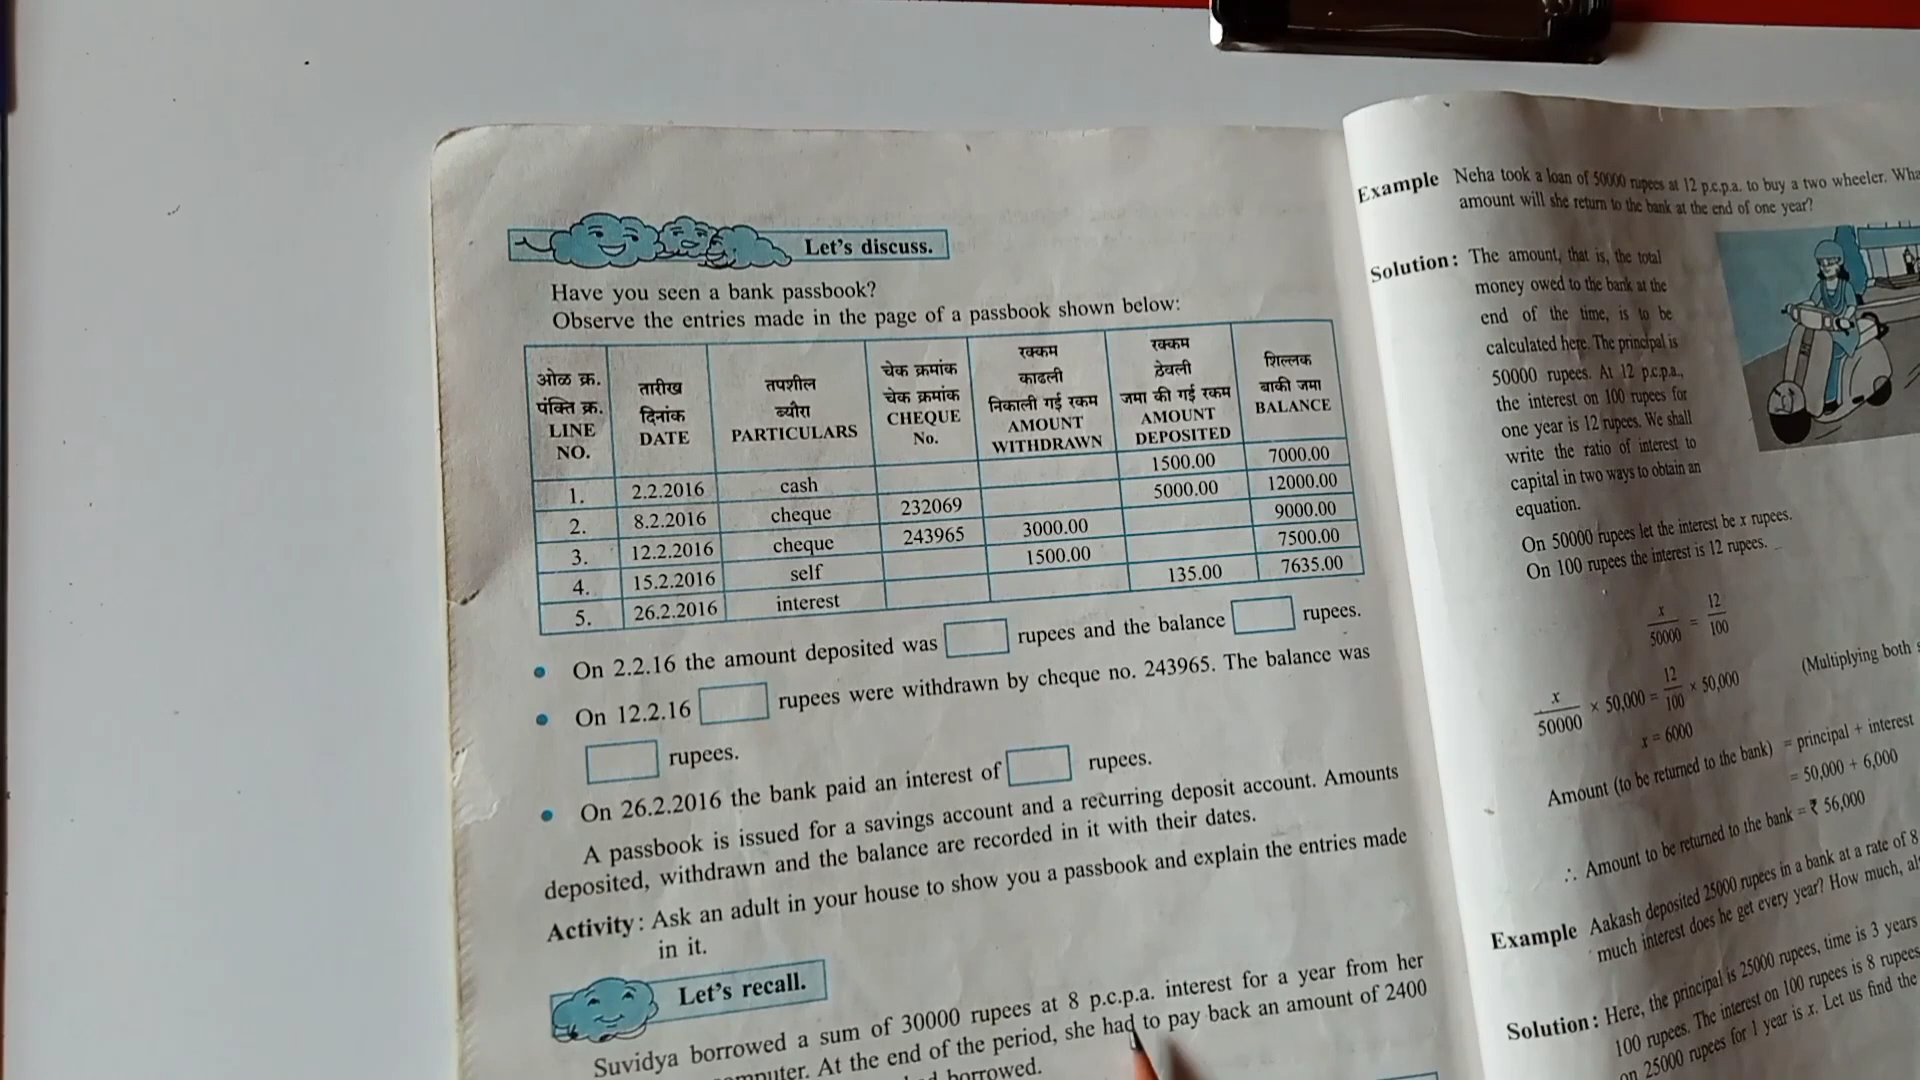 Let's discuss.
Have you seen a bank passbook?
Observe the entries made in the page of a passbook shown below:
ओळ क्र. पंक्ति क्र. LINE NO. तारीख दिनांक DATE तपशील ब्यौरा PARTICULARS चेक क्रमांक चेक क्रमांक CHEQUE No. रक्कम काढली निकाली गई रकम AMOUNT WITHDRAWN रक्कम ठेवली जमा की गई रकम AMOUNT DEPOSITED शिल्लक बाकी जमा BALANCE
1. 2.2.2016 cash 1500.00 7000.00
2. 8.2.2016 cheque 232069 5000.00 12000.00
3. 12.2.2016 cheque 243965 3000.00 9000.00
4. 15.2.2016 self 1500.00 7500.00
5. 26.2.2016 interest 135.00 7635.00
• On 2.2.16 the amount deposited was rupees and the balance rupees.
• On 12.2.16 rupees were withdrawn by cheque no. 243965. The balance was
rupees.
• On 26.2.2016 the bank paid an interest of rupees.
A passbook is issued for a savings account and a recurring deposit account. Amounts
deposited, withdrawn and the balance are recorded in it with their dates.
Activity : Ask an adult in your house to show you a passbook and explain the entries made
in it.
Let's recall.
Suvidya borrowed a sum of 30000 rupees at 8 p.c.p.a. interest for a year from her
At the end of the period, she had to pay back an amount of 2400
borrowed.
Example Neha took a loan of 50000 rupees at 12 p.c.p.a. to buy a two wheeler.
amount will she return to the bank at the end of one year?
Solution : The amount, that is, the total
money owed to the bank at the
end of the time, is to be
calculated here. The principal is
50000 rupees. At 12 p.c.p.a.,
the interest on 100 rupees for
one year is 12 rupees. We shall
write the ratio of interest to
capital in two ways to obtain an
equation.
On 50000 rupees let the interest be x rupees.
On 100 rupees the interest is 12 rupees.
x/50000 = 12/100
x/50000 × 50,000 = 12/100 × 50,000 (Multiplying both
x = 6000
Amount (to be returned to the bank) = principal + interest
= 50,000 + 6,000
∴ Amount to be returned to the bank = ₹ 56,000
Example Aakash deposited 25000 rupees in a bank at a rate of 8
much interest does he get every year? How much,
Solution : Here, the principal is 25000 rupees, time is 3 years
100 rupees. The interest on 100 rupees is 8 rupees
on 25000 rupees for 1 year is x. Let us find the